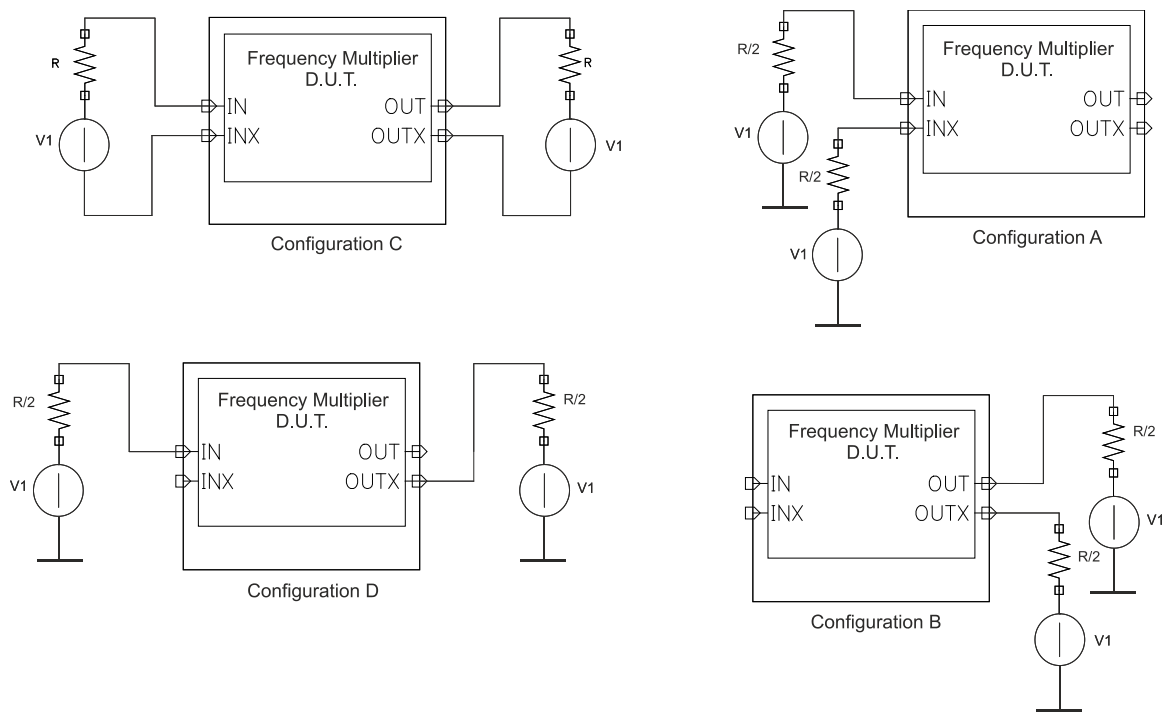 Frequency Multiplier
D.U.T.
R
IN
OUT
R
INX
OUTX
V1
V1
Configuration C
Frequency Multiplier
D.U.T.
R/2
IN
OUT
INX
OUTX
V1
R/2
V1
Configuration A
Frequency Multiplier
D.U.T.
R/2
R/2
IN
OUT
INX
OUTX
V1
V1
Configuration D
Frequency Multiplier
D.U.T.
R/2
IN
OUT
INX
OUTX
V1
R/2
V1
Configuration B